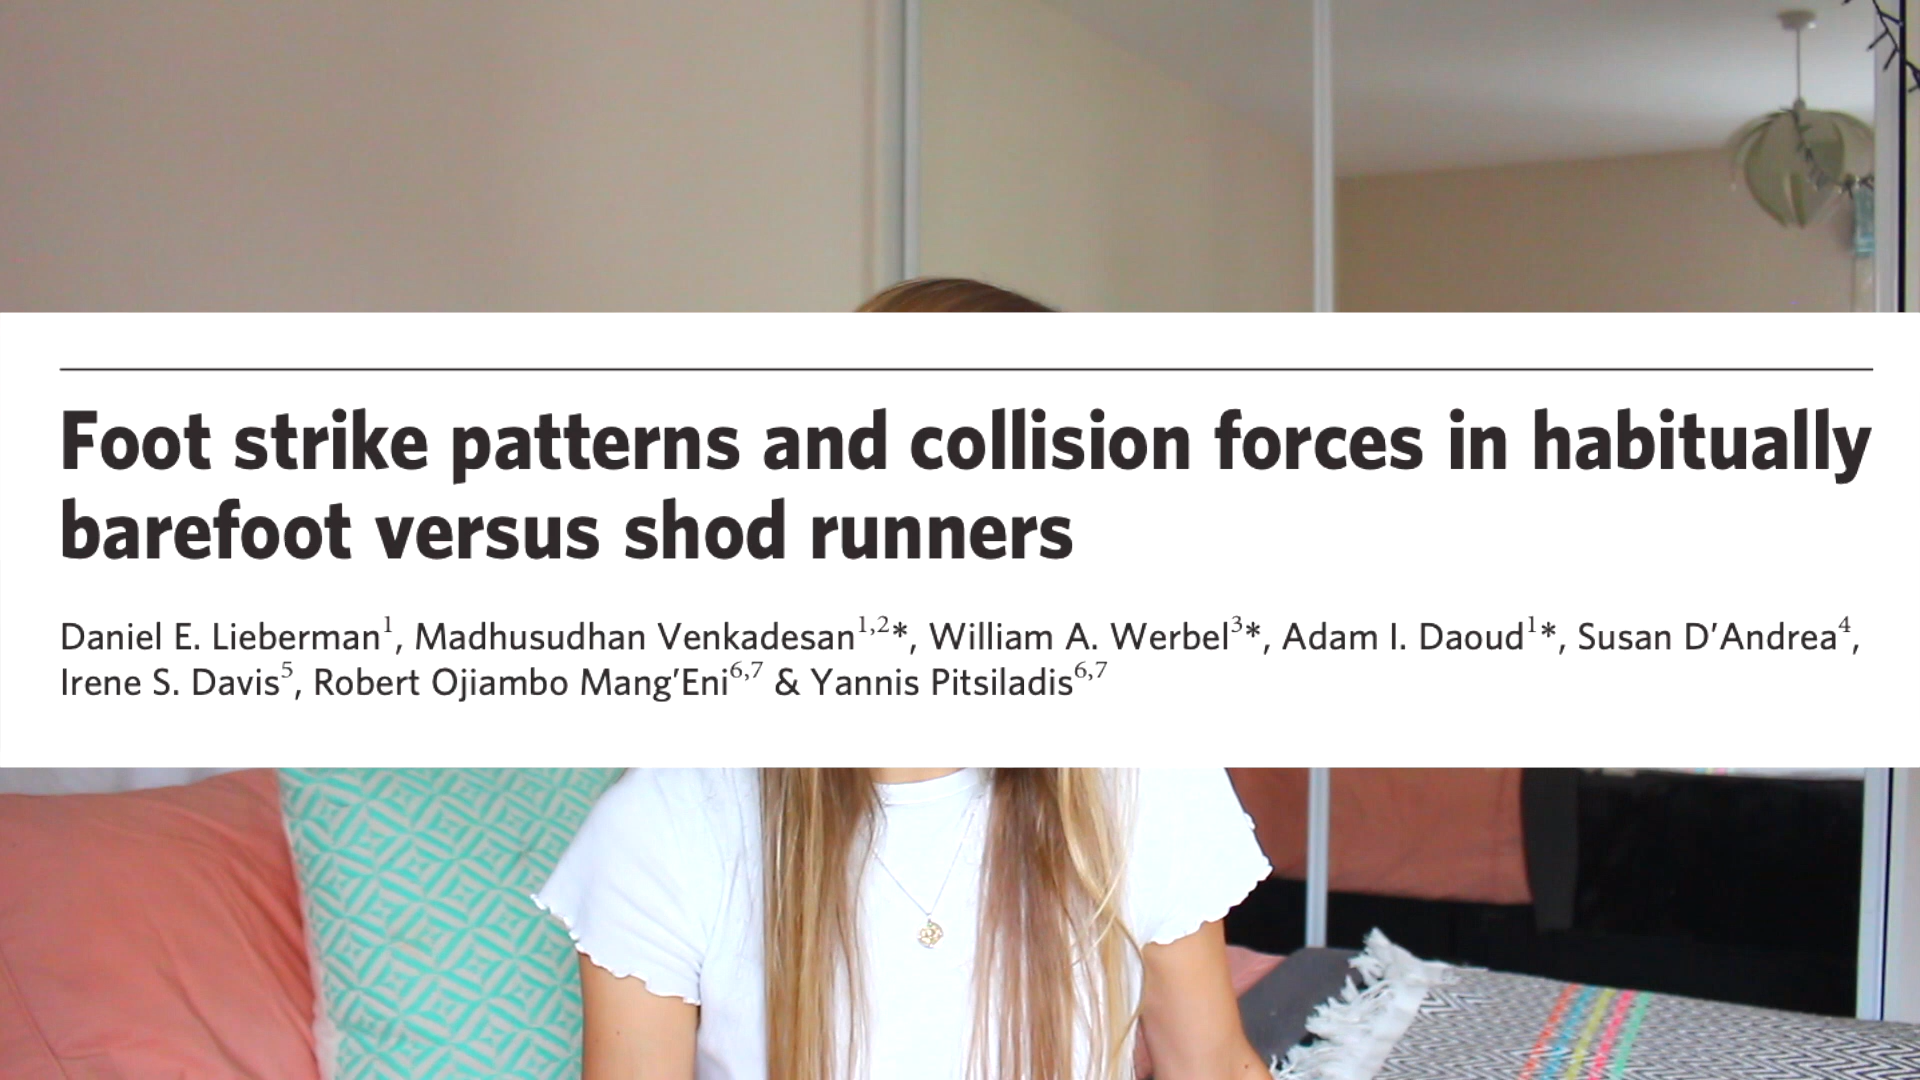 Foot strike patterns and collision forces in habitually
barefoot versus shod runners
Daniel E. Lieberman¹, Madhusudhan Venkadesan¹,²*, William A. Werbel³*, Adam I. Daoud¹*, Susan D’Andrea⁴,
Irene S. Davis⁵, Robert Ojiambo Mang’Eni⁶,⁷ & Yannis Pitsiladis⁶,⁷